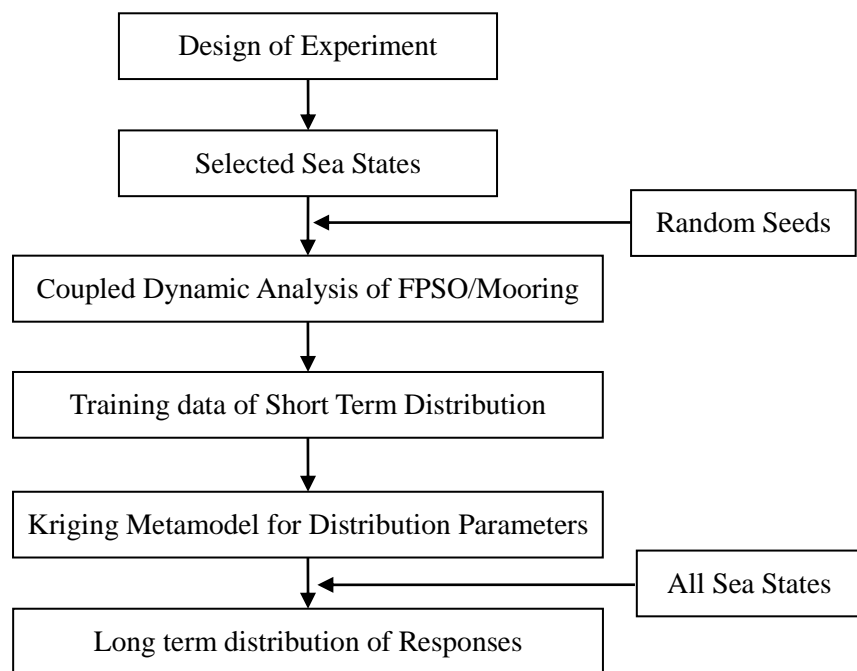 Design of Experiment
Selected Sea States
Random Seeds
Coupled Dynamic Analysis of FPSO/Mooring
Training data of Short Term Distribution
Kriging Metamodel for Distribution Parameters
All Sea States
Long term distribution of Responses